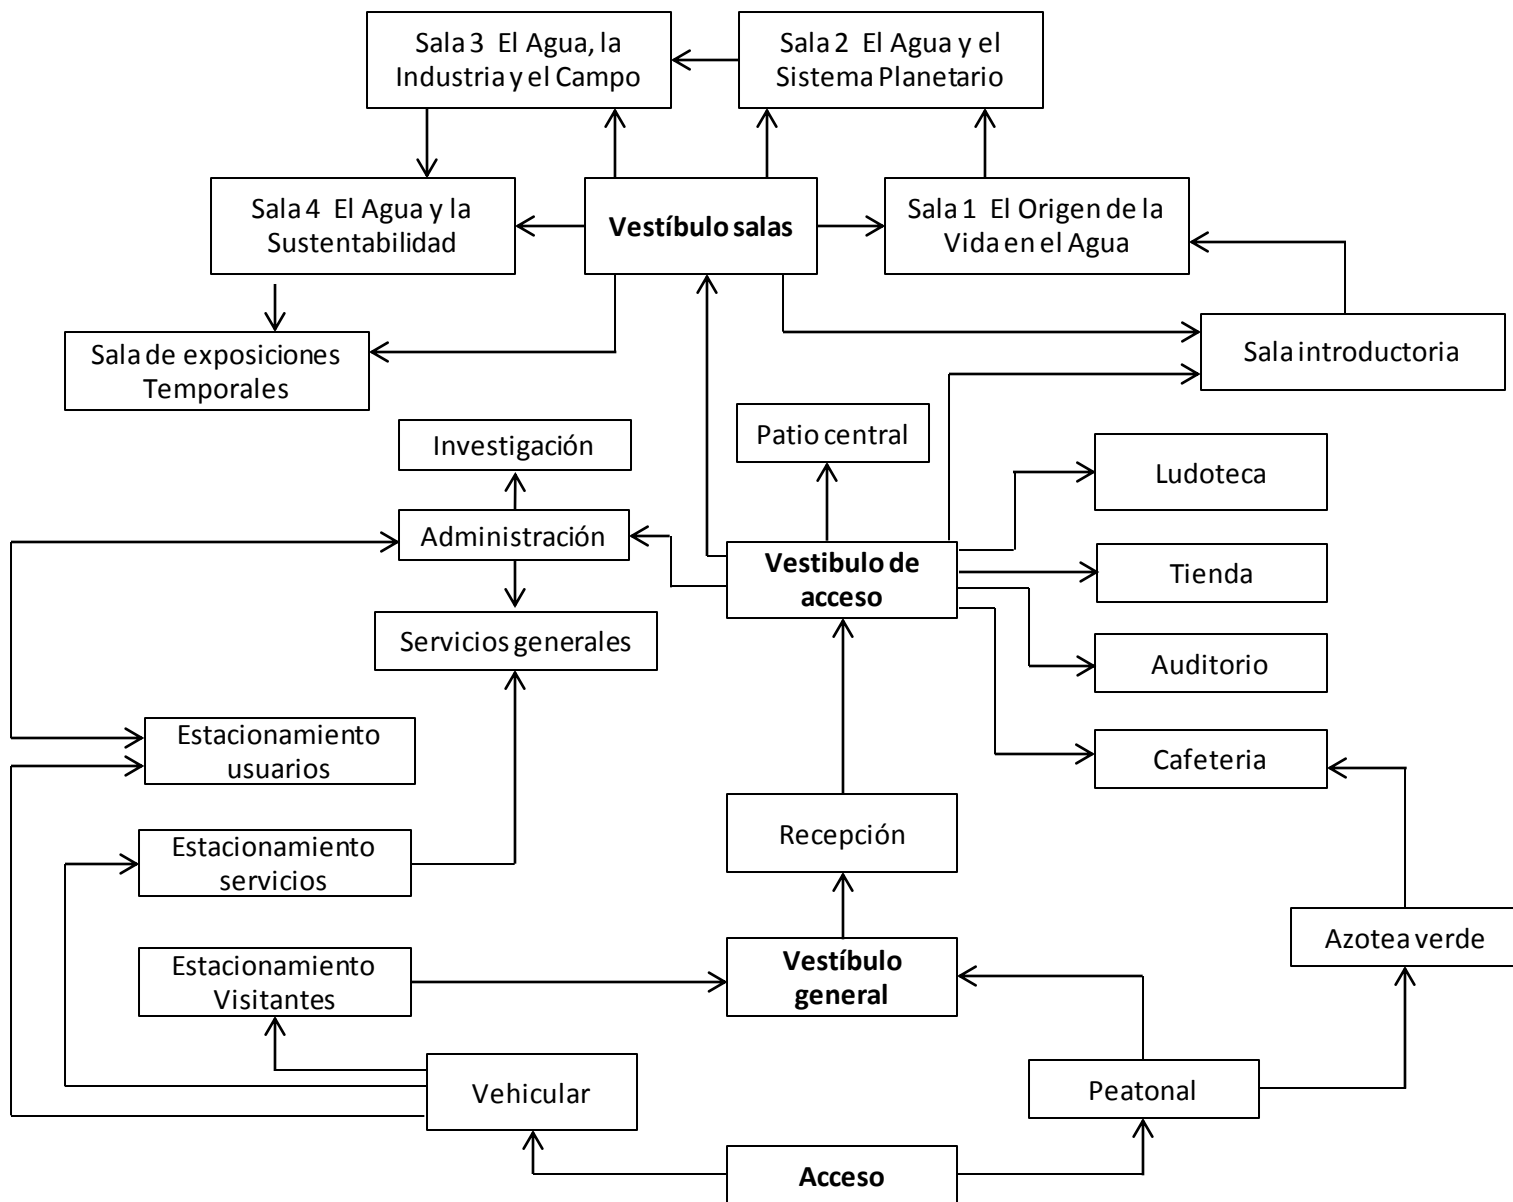 Sala 3 El Agua, la
Industria y el Campo
Sala 2 El Agua y el
Sistema Planetario
Sala 4 El Agua y la
Sustentabilidad
Vestíbulo salas
Sala 1 El Origen de la
Vida en el Agua
Sala de exposiciones
Temporales
Sala introductoria
Patio central
Investigación
Ludoteca
Administración
Vestibulo de
acceso
Tienda
Servicios generales
Auditorio
Estacionamiento
usuarios
Cafeteria
Recepción
Estacionamiento
servicios
Azotea verde
Estacionamiento
Visitantes
Vestíbulo
general
Vehicular
Peatonal
Acceso